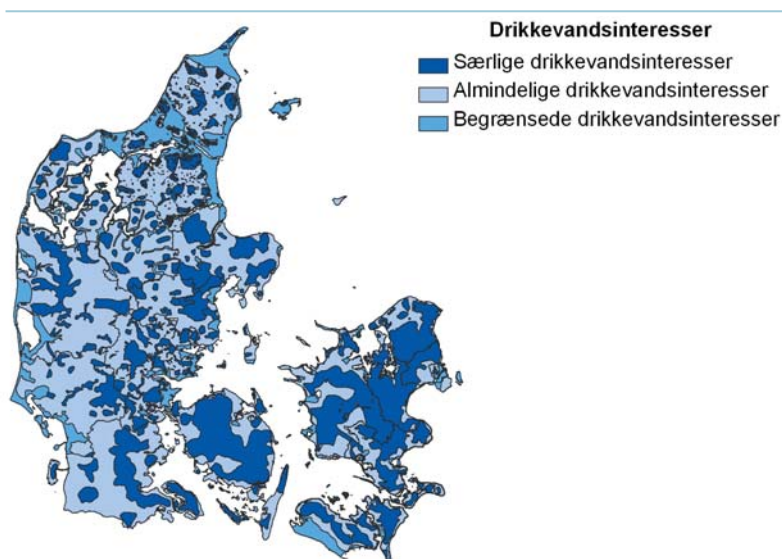 Drikkevandsinteresser
Særlige drikkevandsinteresser
Almindelige drikkevandsinteresser
Begrænsede drikkevandsinteresser